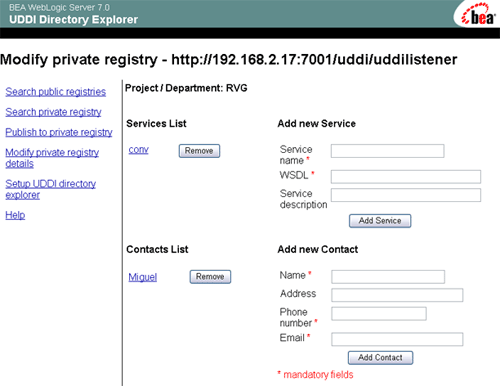 BEA WebLogic Server 7.0
UDDI Directory Explorer
bea
Modify private registry - http://192.168.2.17:7001/uddi/uddilistener
Search public registries
Search private registry
Publish to private registry
Modify private registry
details
Setup UDDI directory
explorer
Help
Project / Department: RVG
Services List
conv
Remove
Add new Service
Service
name *
WSDL *
Service
description
Add Service
Contacts List
Miguel
Remove
Add new Contact
Name *
Address
Phone
number *
Email *
Add Contact
* mandatory fields